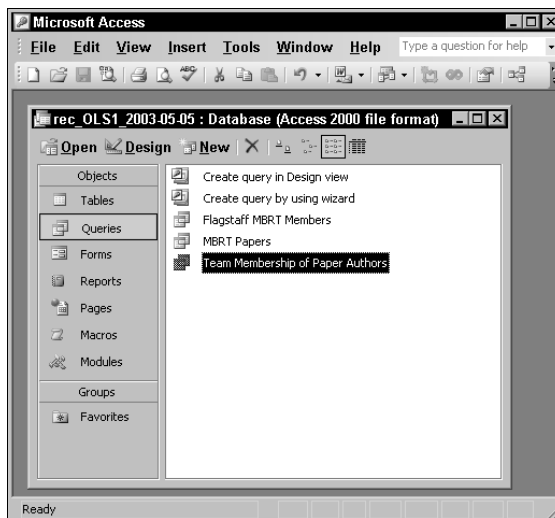 Microsoft Access
File Edit View Insert Tools Window Help Type a question for help
rec_OLS1_2003-05-05 : Database (Access 2000 file format)
Open Design New
Objects
Tables
Queries
Forms
Reports
Pages
Macros
Modules
Groups
Favorites
Create query in Design view
Create query by using wizard
Flagstaff MBRT Members
MBRT Papers
Team Membership of Paper Authors
Ready